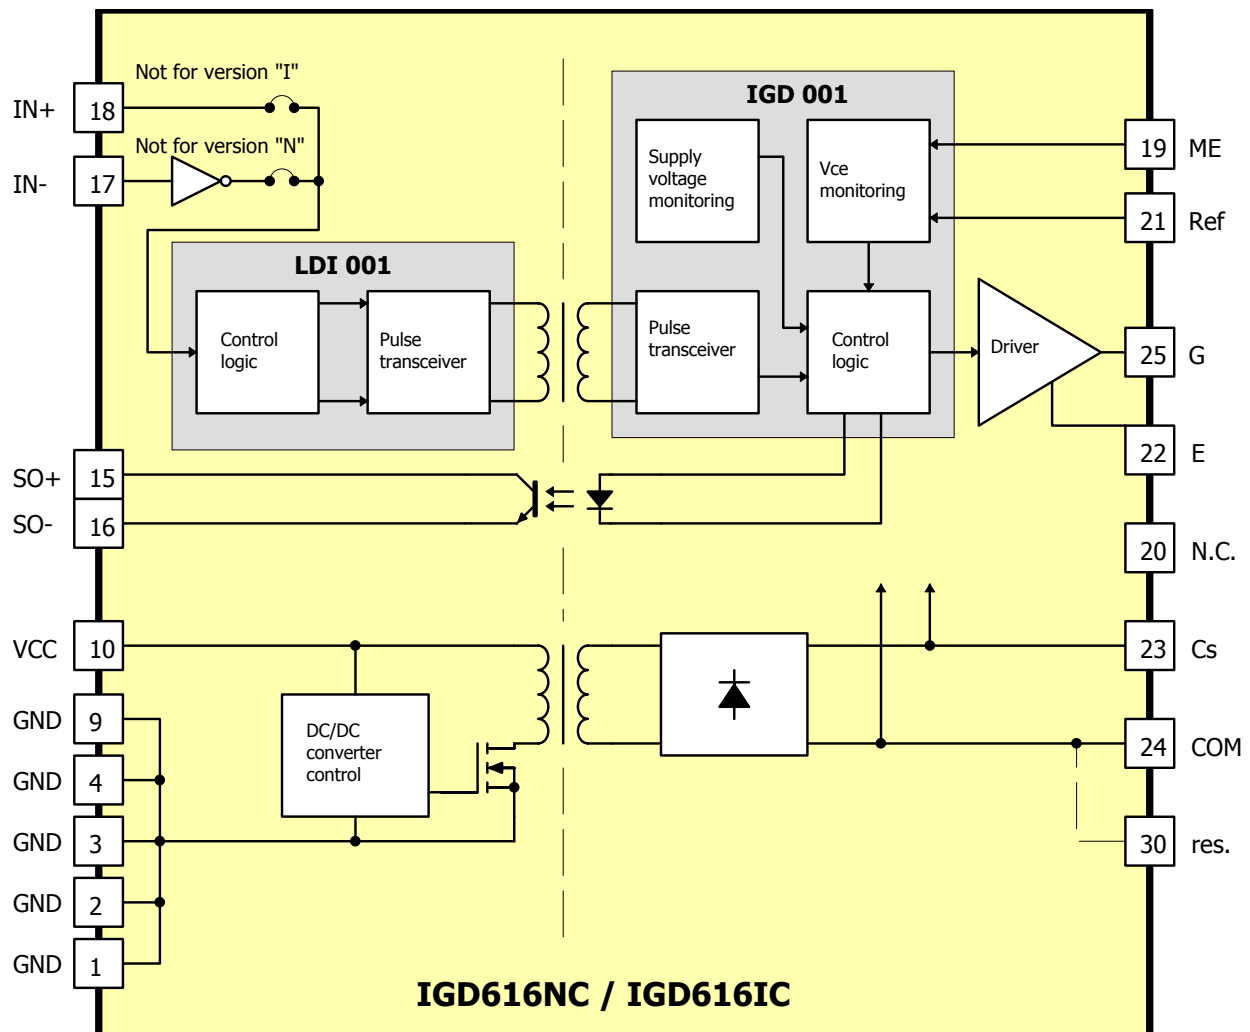 Not for version "I"
IN+ 18
Not for version "N"
IN- 17
IGD 001
Supply
voltage
monitoring
Vce
monitoring
19 ME
21 Ref
LDI 001
Control
logic
Pulse
transceiver
Pulse
transceiver
Control
logic
Driver
25 G
22 E
SO+ 15
SO- 16
20 N.C.
VCC 10
23 Cs
GND 9
DC/DC
converter
control
24 COM
GND 4
GND 3
30 res.
GND 2
GND 1
IGD616NC / IGD616IC